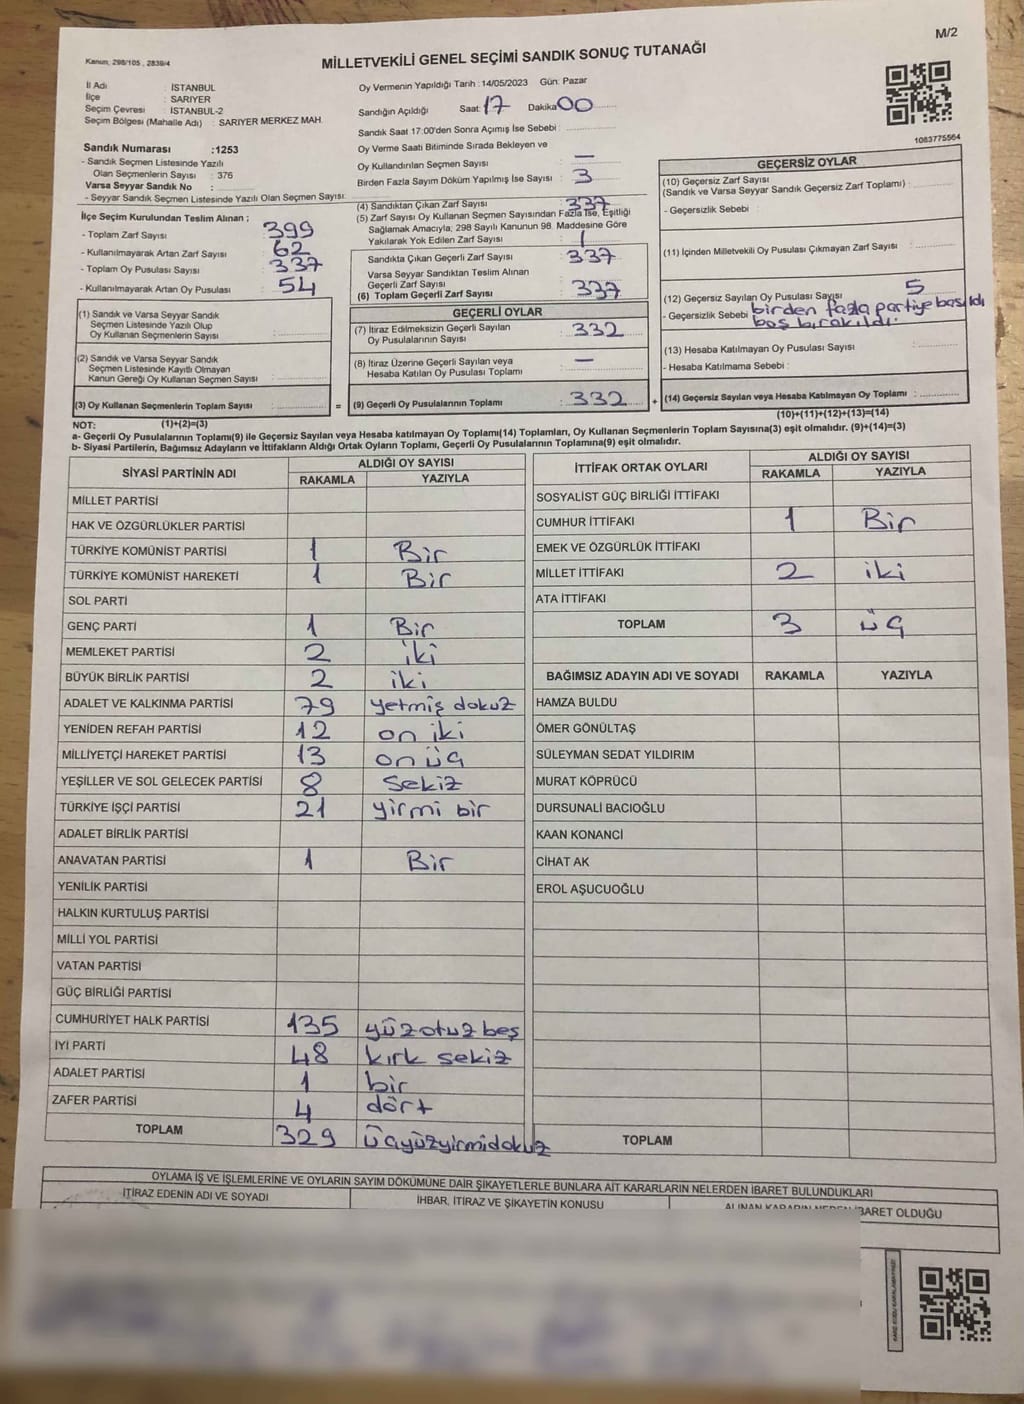 M/2
Kanun, 298/105 , 2839/4
MİLLETVEKİLİ GENEL SEÇİMİ SANDIK SONUÇ TUTANAĞI
İl Adı : İSTANBUL
İlçe : SARIYER
Seçim Çevresi : İSTANBUL-2
Seçim Bölgesi (Mahalle Adı) : SARIYER MERKEZ MAH.
Oy Vermenin Yapıldığı Tarih : 14/05/2023 Gün: Pazar
Sandığın Açıldığı Saat: 17 Dakika 00
Sandık Saat 17:00'den Sonra Açımış İse Sebebi :
Oy Verme Saati Bitiminde Sırada Bekleyen ve
Oy Kullandırılan Seçmen Sayısı : —
Birden Fazla Sayım Döküm Yapılmış İse Sayısı : 3
1083775564
Sandık Numarası :1253
- Sandık Seçmen Listesinde Yazılı
Olan Seçmenlerin Sayısı : 376
Varsa Seyyar Sandık No :
- Seyyar Sandık Seçmen Listesinde Yazılı Olan Seçmen Sayısı:
İlçe Seçim Kurulundan Teslim Alınan ;
- Toplam Zarf Sayısı : 399
- Kullanılmayarak Artan Zarf Sayısı : 62
- Toplam Oy Pusulası Sayısı : 337
- Kullanılmayarak Artan Oy Pusulası : 54
(1) Sandık ve Varsa Seyyar Sandık
Seçmen Listesinde Yazılı Olup
Oy Kullanan Seçmenlerin Sayısı :
(2) Sandık ve Varsa Seyyar Sandık
Seçmen Listesinde Kayıtlı Olmayan
Kanun Gereği Oy Kullanan Seçmen Sayısı :
(3) Oy Kullanan Seçmenlerin Toplam Sayısı :
(4) Sandıktan Çıkan Zarf Sayısı : 337
(5) Zarf Sayısı Oy Kullanan Seçmen Sayısından Fazla İse, Eşitliği
Sağlamak Amacıyla; 298 Sayılı Kanunun 98. Maddesine Göre
Yakılarak Yok Edilen Zarf Sayısı : 1
Sandıkta Çıkan Geçerli Zarf Sayısı : 337
Varsa Seyyar Sandıktan Teslim Alınan
Geçerli Zarf Sayısı :
(6) Toplam Geçerli Zarf Sayısı : 337
GEÇERLİ OYLAR
(7) İtiraz Edilmeksizin Geçerli Sayılan
Oy Pusulalarının Sayısı : 332
(8) İtiraz Üzerine Geçerli Sayılan veya
Hesaba Katılan Oy Pusulası Toplamı : —
= (9) Geçerli Oy Pusulalarının Toplamı : 332 +
GEÇERSİZ OYLAR
(10) Geçersiz Zarf Sayısı
(Sandık ve Varsa Seyyar Sandık Geçersiz Zarf Toplamı) :
- Geçersizlik Sebebi :
(11) İçinden Milletvekili Oy Pusulası Çıkmayan Zarf Sayısı :
(12) Geçersiz Sayılan Oy Pusulası Sayısı : 5
- Geçersizlik Sebebi birden fazla partiye basıldı
boş bırakıldı.
(13) Hesaba Katılmayan Oy Pusulası Sayısı :
- Hesaba Katılmama Sebebi :
(14) Geçersiz Sayılan veya Hesaba Katılmayan Oy Toplamı :
NOT: (1)+(2)=(3)
(10)+(11)+(12)+(13)=(14)
a- Geçerli Oy Pusulalarının Toplamı(9) ile Geçersiz Sayılan veya Hesaba katılmayan Oy Toplamı(14) Toplamları, Oy Kullanan Seçmenlerin Toplam Sayısına(3) eşit olmalıdır. (9)+(14)=(3)
b- Siyasi Partilerin, Bağımsız Adayların ve İttifakların Aldığı Ortak Oyların Toplamı, Geçerli Oy Pusulalarının Toplamına(9) eşit olmalıdır.
SİYASİ PARTİNİN ADI ALDIĞI OY SAYISI
RAKAMLA YAZIYLA
MİLLET PARTİSİ
HAK VE ÖZGÜRLÜKLER PARTİSİ
TÜRKİYE KOMÜNİST PARTİSİ 1 Bir
TÜRKİYE KOMÜNİST HAREKETİ 1 Bir
SOL PARTİ
GENÇ PARTİ 1 Bir
MEMLEKET PARTİSİ 2 iki
BÜYÜK BİRLİK PARTİSİ 2 iki
ADALET VE KALKINMA PARTİSİ 79 yetmiş dokuz
YENİDEN REFAH PARTİSİ 12 on iki
MİLLİYETÇİ HAREKET PARTİSİ 13 on üç
YEŞİLLER VE SOL GELECEK PARTİSİ 8 Sekiz
TÜRKİYE İŞÇİ PARTİSİ 21 yirmi bir
ADALET BİRLİK PARTİSİ
ANAVATAN PARTİSİ 1 Bir
YENİLİK PARTİSİ
HALKIN KURTULUŞ PARTİSİ
MİLLİ YOL PARTİSİ
VATAN PARTİSİ
GÜÇ BİRLİĞİ PARTİSİ
CUMHURİYET HALK PARTİSİ 135 yüzotuzbeş
İYİ PARTİ 48 kırk sekiz
ADALET PARTİSİ 1 bir
ZAFER PARTİSİ 4 dört
TOPLAM 329 üçyüzyirmidokuz
İTTİFAK ORTAK OYLARI ALDIĞI OY SAYISI
RAKAMLA YAZIYLA
SOSYALİST GÜÇ BİRLİĞİ İTTİFAKI
CUMHUR İTTİFAKI 1 Bir
EMEK VE ÖZGÜRLÜK İTTİFAKI
MİLLET İTTİFAKI 2 iki
ATA İTTİFAKI
TOPLAM 3 üç
BAĞIMSIZ ADAYIN ADI VE SOYADI RAKAMLA YAZIYLA
HAMZA BULDU
ÖMER GÖNÜLTAŞ
SÜLEYMAN SEDAT YILDIRIM
MURAT KÖPRÜCÜ
DURSUNALİ BACIOĞLU
KAAN KONANCİ
CİHAT AK
EROL AŞUCUOĞLU
TOPLAM
OYLAMA İŞ VE İŞLEMLERİNE VE OYLARIN SAYIM DÖKÜMÜNE DAİR ŞİKAYETLERLE BUNLARA AİT KARARLARIN NELERDEN İBARET BULUNDUKLARI
İTİRAZ EDENİN ADI VE SOYADI İHBAR, İTİRAZ VE ŞİKAYETİN KONUSU ALINAN KARARIN NEDEN İBARET OLDUĞU